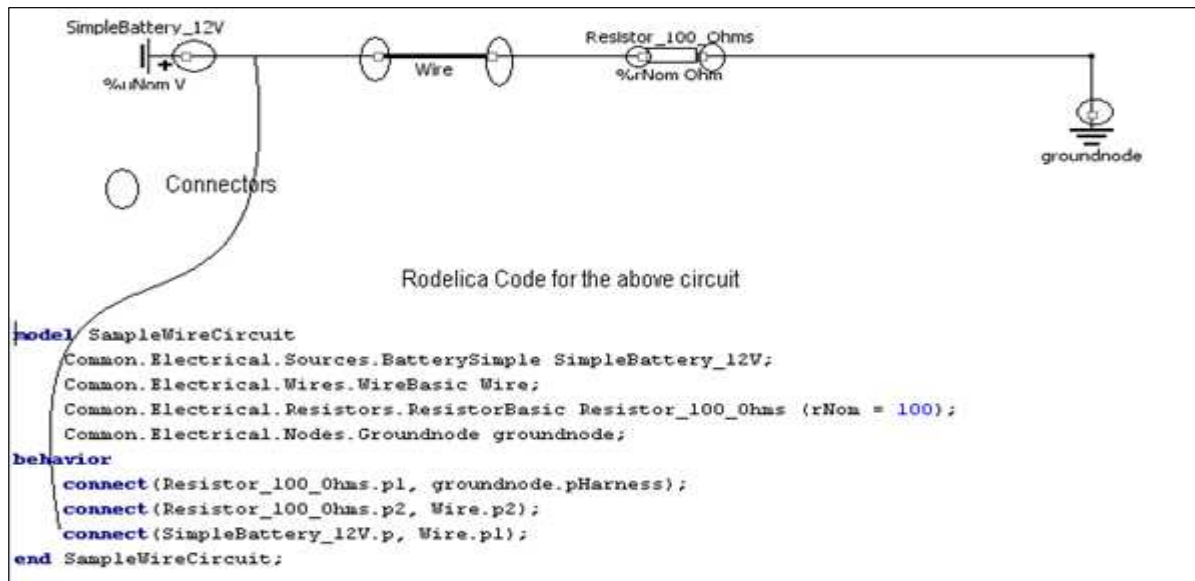 SimpleBattery_12V
%uNom V
Wire
Resistor_100_Ohms
%rNom Ohm
groundnode
Connectors
Rodelica Code for the above circuit
model SampleWireCircuit
Common.Electrical.Sources.BatterySimple SimpleBattery_12V;
Common.Electrical.Wires.WireBasic Wire;
Common.Electrical.Resistors.ResistorBasic Resistor_100_Ohms (rNom = 100);
Common.Electrical.Nodes.Groundnode groundnode;
behavior
connect(Resistor_100_Ohms.p1, groundnode.pHarness);
connect(Resistor_100_Ohms.p2, Wire.p2);
connect(SimpleBattery_12V.p, Wire.p1);
end SampleWireCircuit;